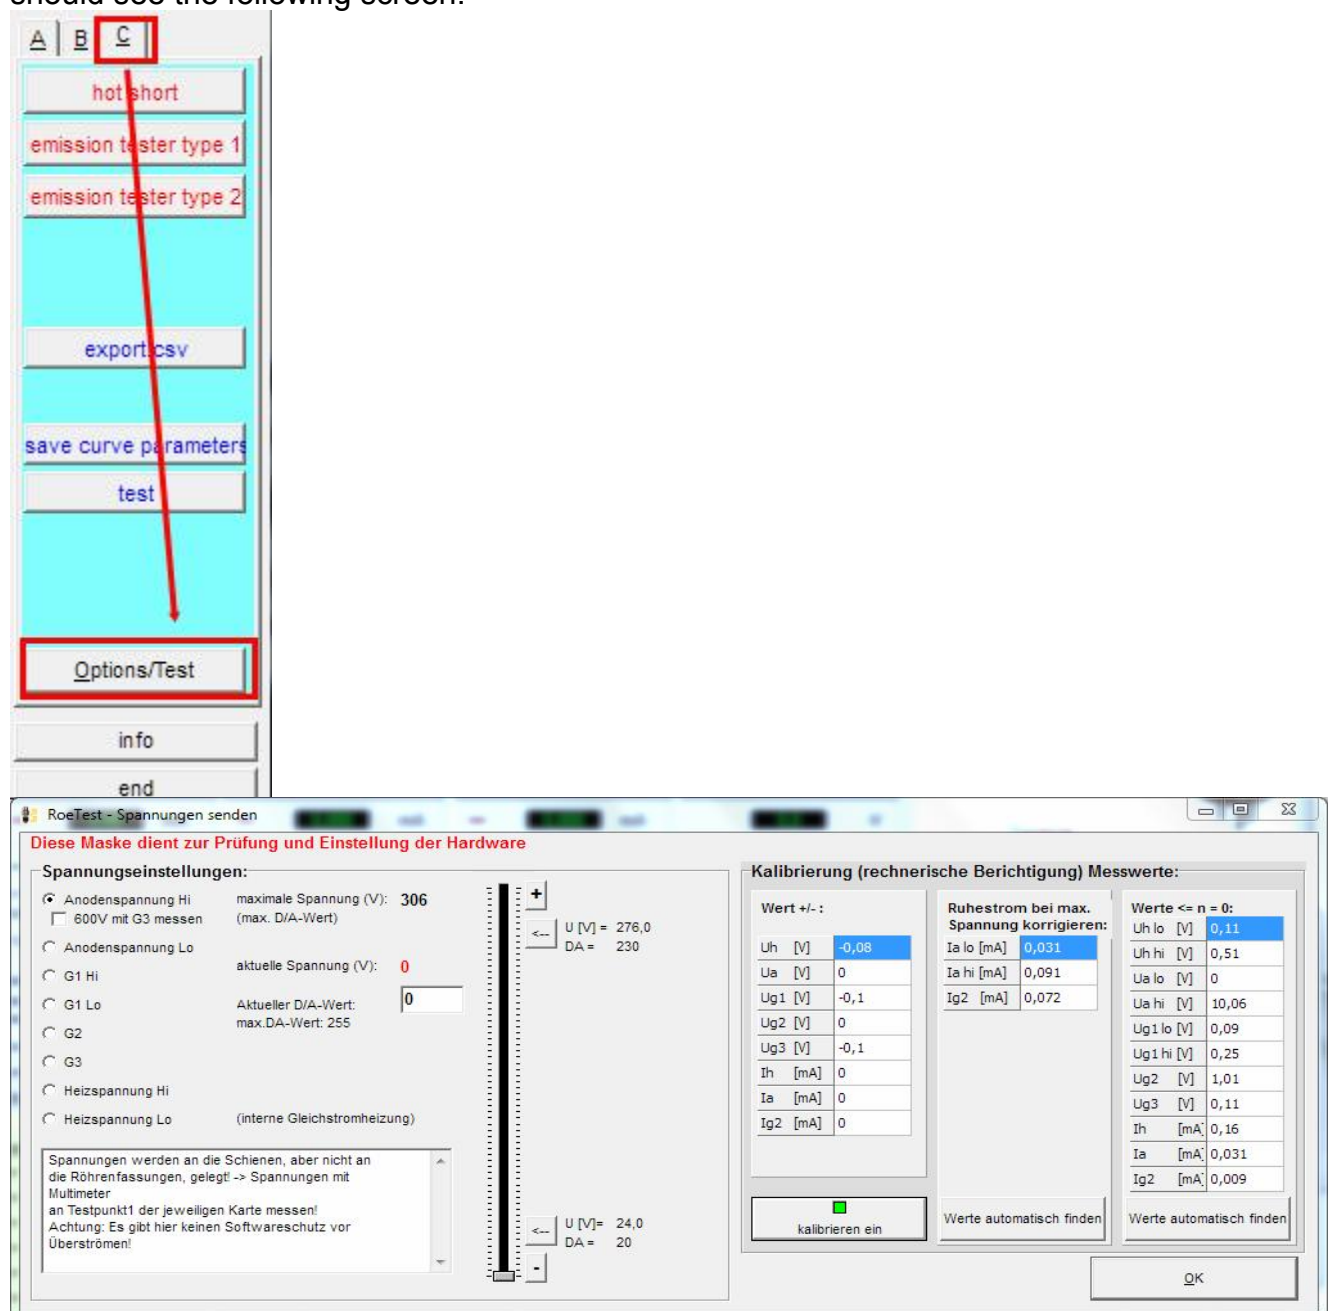 should see the following screen:
A B C
hot short
emission tester type 1
emission tester type 2
export csv
save curve parameters
test
Options/Test
info
end
RoeTest - Spannungen senden
Diese Maske dient zur Prüfung und Einstellung der Hardware
Spannungseinstellungen:
Anodenspannung Hi
600V mit G3 messen
Anodenspannung Lo
G1 Hi
G1 Lo
G2
G3
Heizspannung Hi
Heizspannung Lo
maximale Spannung (V): 306
(max. D/A-Wert)
aktuelle Spannung (V): 0
Aktueller D/A-Wert: 0
max.DA-Wert: 255
(interne Gleichstromheizung)
Spannungen werden an die Schienen, aber nicht an
die Röhrenfassungen, gelegt! -> Spannungen mit
Multimeter
an Testpunkt1 der jeweiligen Karte messen!
Achtung: Es gibt hier keinen Softwareschutz vor
Überströmen!
+
<-- U [V] = 276,0
DA = 230
<-- U [V]= 24,0
DA = 20
-
Kalibrierung (rechnerische Berichtigung) Messwerte:
Wert +/- :
Uh [V] -0,08
Ua [V] 0
Ug1 [V] -0,1
Ug2 [V] 0
Ug3 [V] -0,1
Ih [mA] 0
Ia [mA] 0
Ig2 [mA] 0
kalibrieren ein
Ruhestrom bei max.
Spannung korrigieren:
Ia lo [mA] 0,031
Ia hi [mA] 0,091
Ig2 [mA] 0,072
Werte automatisch finden
Werte <= n = 0:
Uh lo [V] 0,11
Uh hi [V] 0,51
Ua lo [V] 0
Ua hi [V] 10,06
Ug1 lo [V] 0,09
Ug1 hi [V] 0,25
Ug2 [V] 1,01
Ug3 [V] 0,11
Ih [mA] 0,16
Ia [mA] 0,031
Ig2 [mA] 0,009
Werte automatisch finden
OK